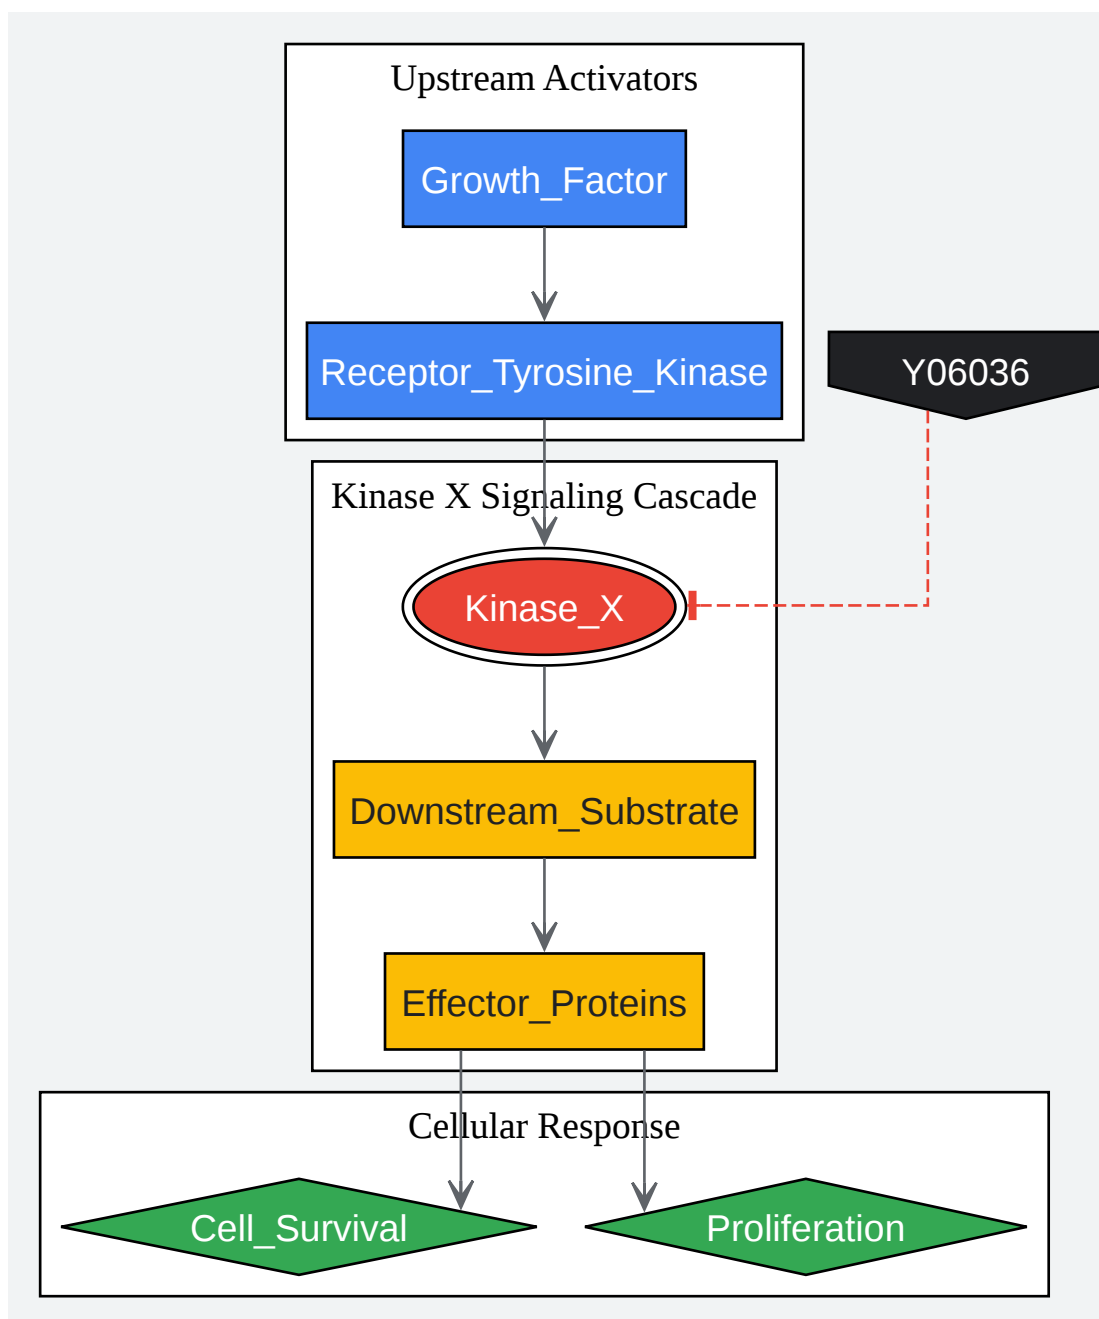 Upstream Activators
Growth_Factor
Receptor_Tyrosine_Kinase
Y06036
Kinase X Signaling Cascade
Kinase_X
Downstream_Substrate
Effector_Proteins
Cellular Response
Cell_Survival
Proliferation